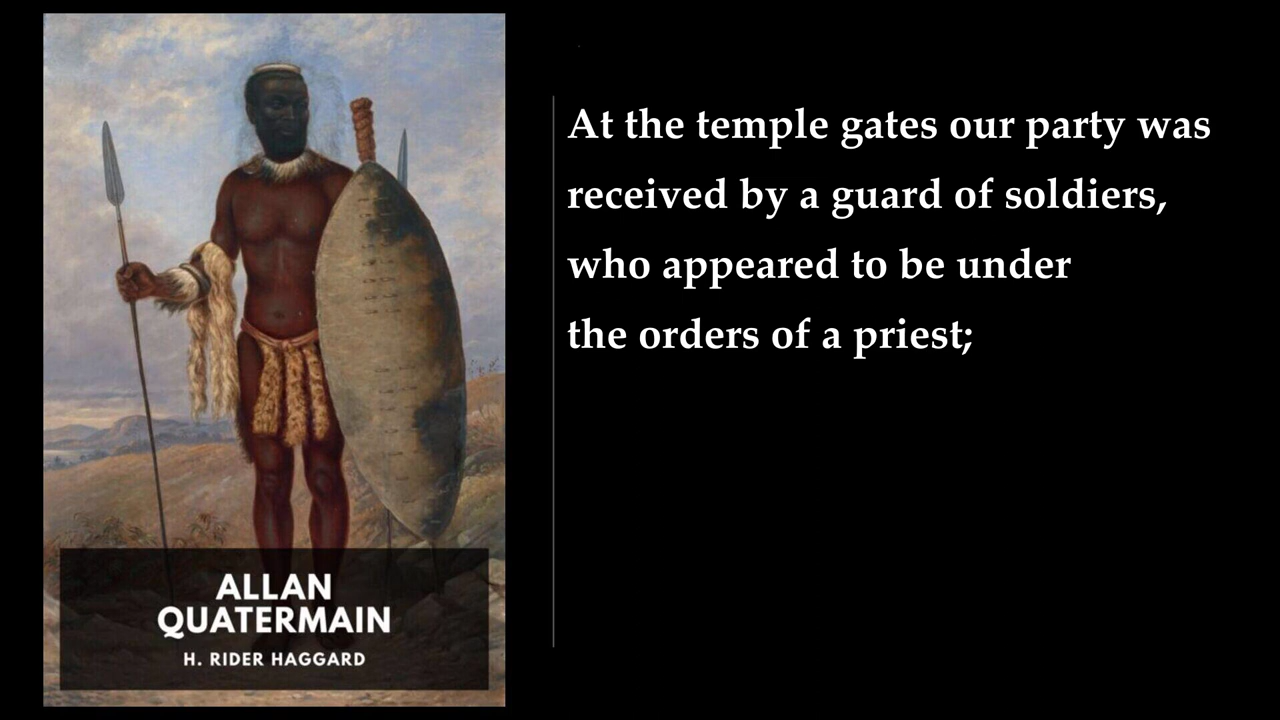 ALLAN
QUATERMAIN
H. RIDER HAGGARD
At the temple gates our party was
received by a guard of soldiers,
who appeared to be under
the orders of a priest;